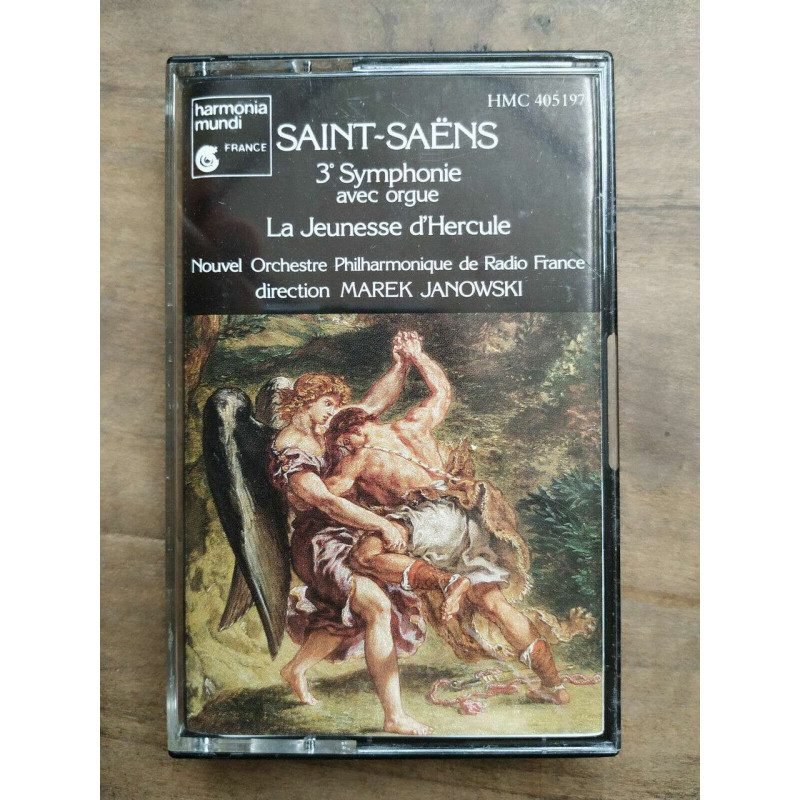 harmonia
mundi
FRANCE
HMC 405197
SAINT-SAËNS
3e Symphonie
avec orgue
La Jeunesse d'Hercule
Nouvel Orchestre Philharmonique de Radio France
direction MAREK JANOWSKI